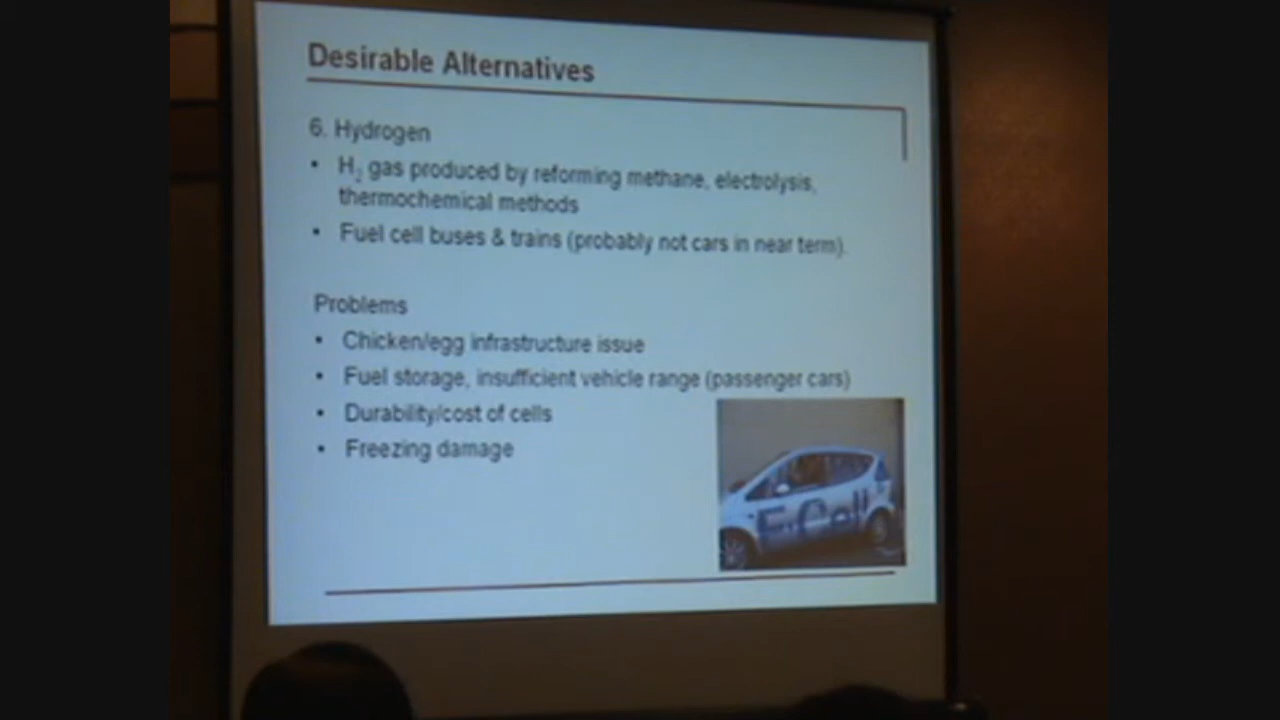 Desirable Alternatives
6. Hydrogen
• H₂ gas produced by reforming methane, electrolysis,
thermochemical methods
• Fuel cell buses & trains (probably not cars in near term).
Problems
• Chicken/egg infrastructure issue
• Fuel storage, insufficient vehicle range (passenger cars)
• Durability/cost of cells
• Freezing damage
F-Cell